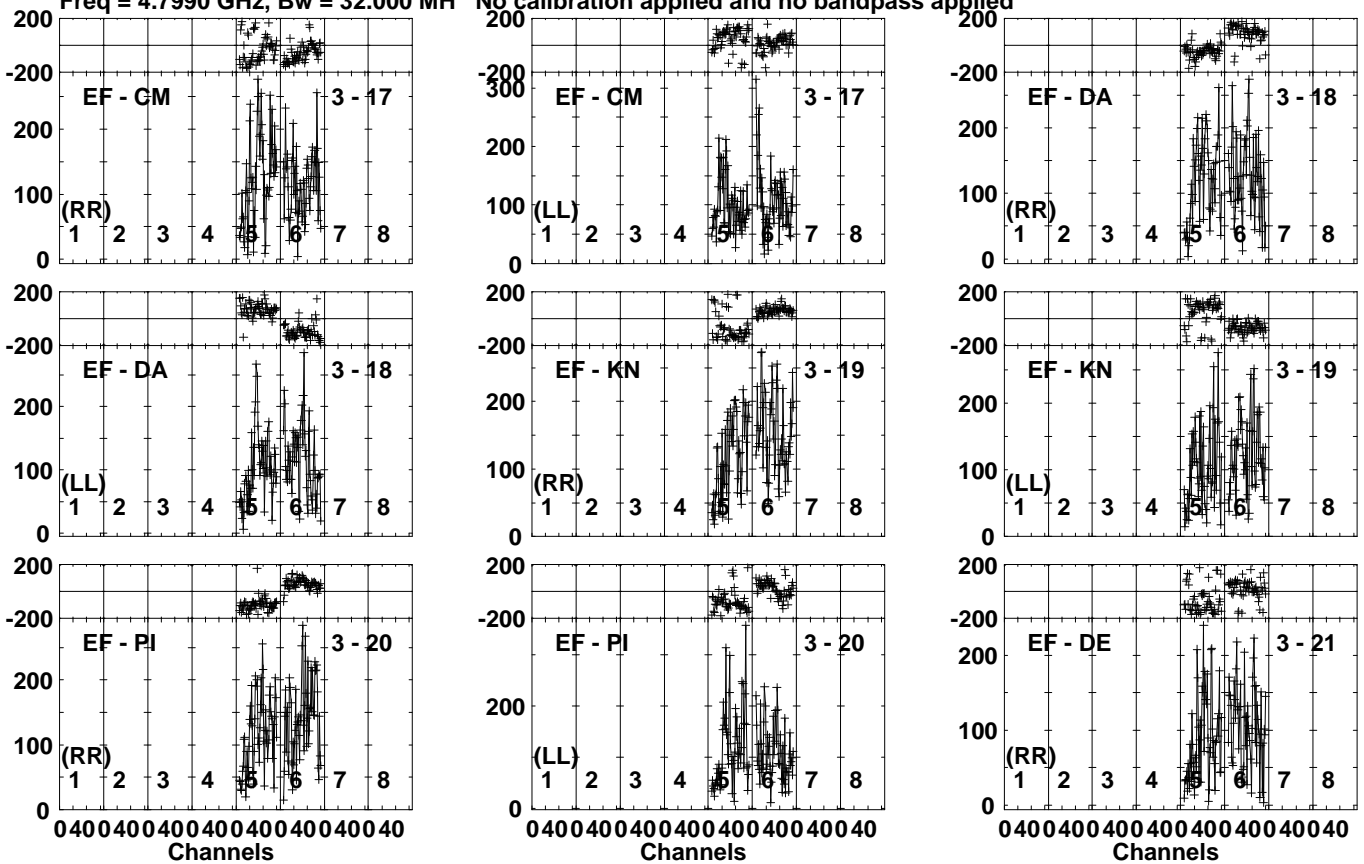 Freq = 4.7990 GHz, Bw = 32.000 MH No calibration applied and no bandpass applied
200 200 200
-200 -200 -200
300
EF - CM 3 - 17 EF - CM 3 - 17 EF - DA 3 - 18
200 200 200
100 100 100
(RR) (LL) (RR)
1 2 3 4 5 6 7 8 1 2 3 4 5 6 7 8 1 2 3 4 5 6 7 8
0 0 0
200 200 200
-200 -200 -200
EF - DA 3 - 18 EF - KN 3 - 19 EF - KN 3 - 19
200 200 200
100 100 100
(LL) (RR) (LL)
1 2 3 4 5 6 7 8 1 2 3 4 5 6 7 8 1 2 3 4 5 6 7 8
0 0 0
200 200 200
-200 -200 -200
EF - PI 3 - 20 EF - PI 3 - 20 EF - DE 3 - 21
200 200 200
100 100 100
(RR) (LL) (RR)
1 2 3 4 5 6 7 8 1 2 3 4 5 6 7 8 1 2 3 4 5 6 7 8
0 0 0
0 40 0 40 0 40 0 40 0 40 0 40 0 40 0 40 0 40 0 40 0 40 0 40 0 40 0 40 0 40 0 40 0 40 0 40 0 40 0 40 0 40 0 40 0 40 0 40
Channels Channels Channels